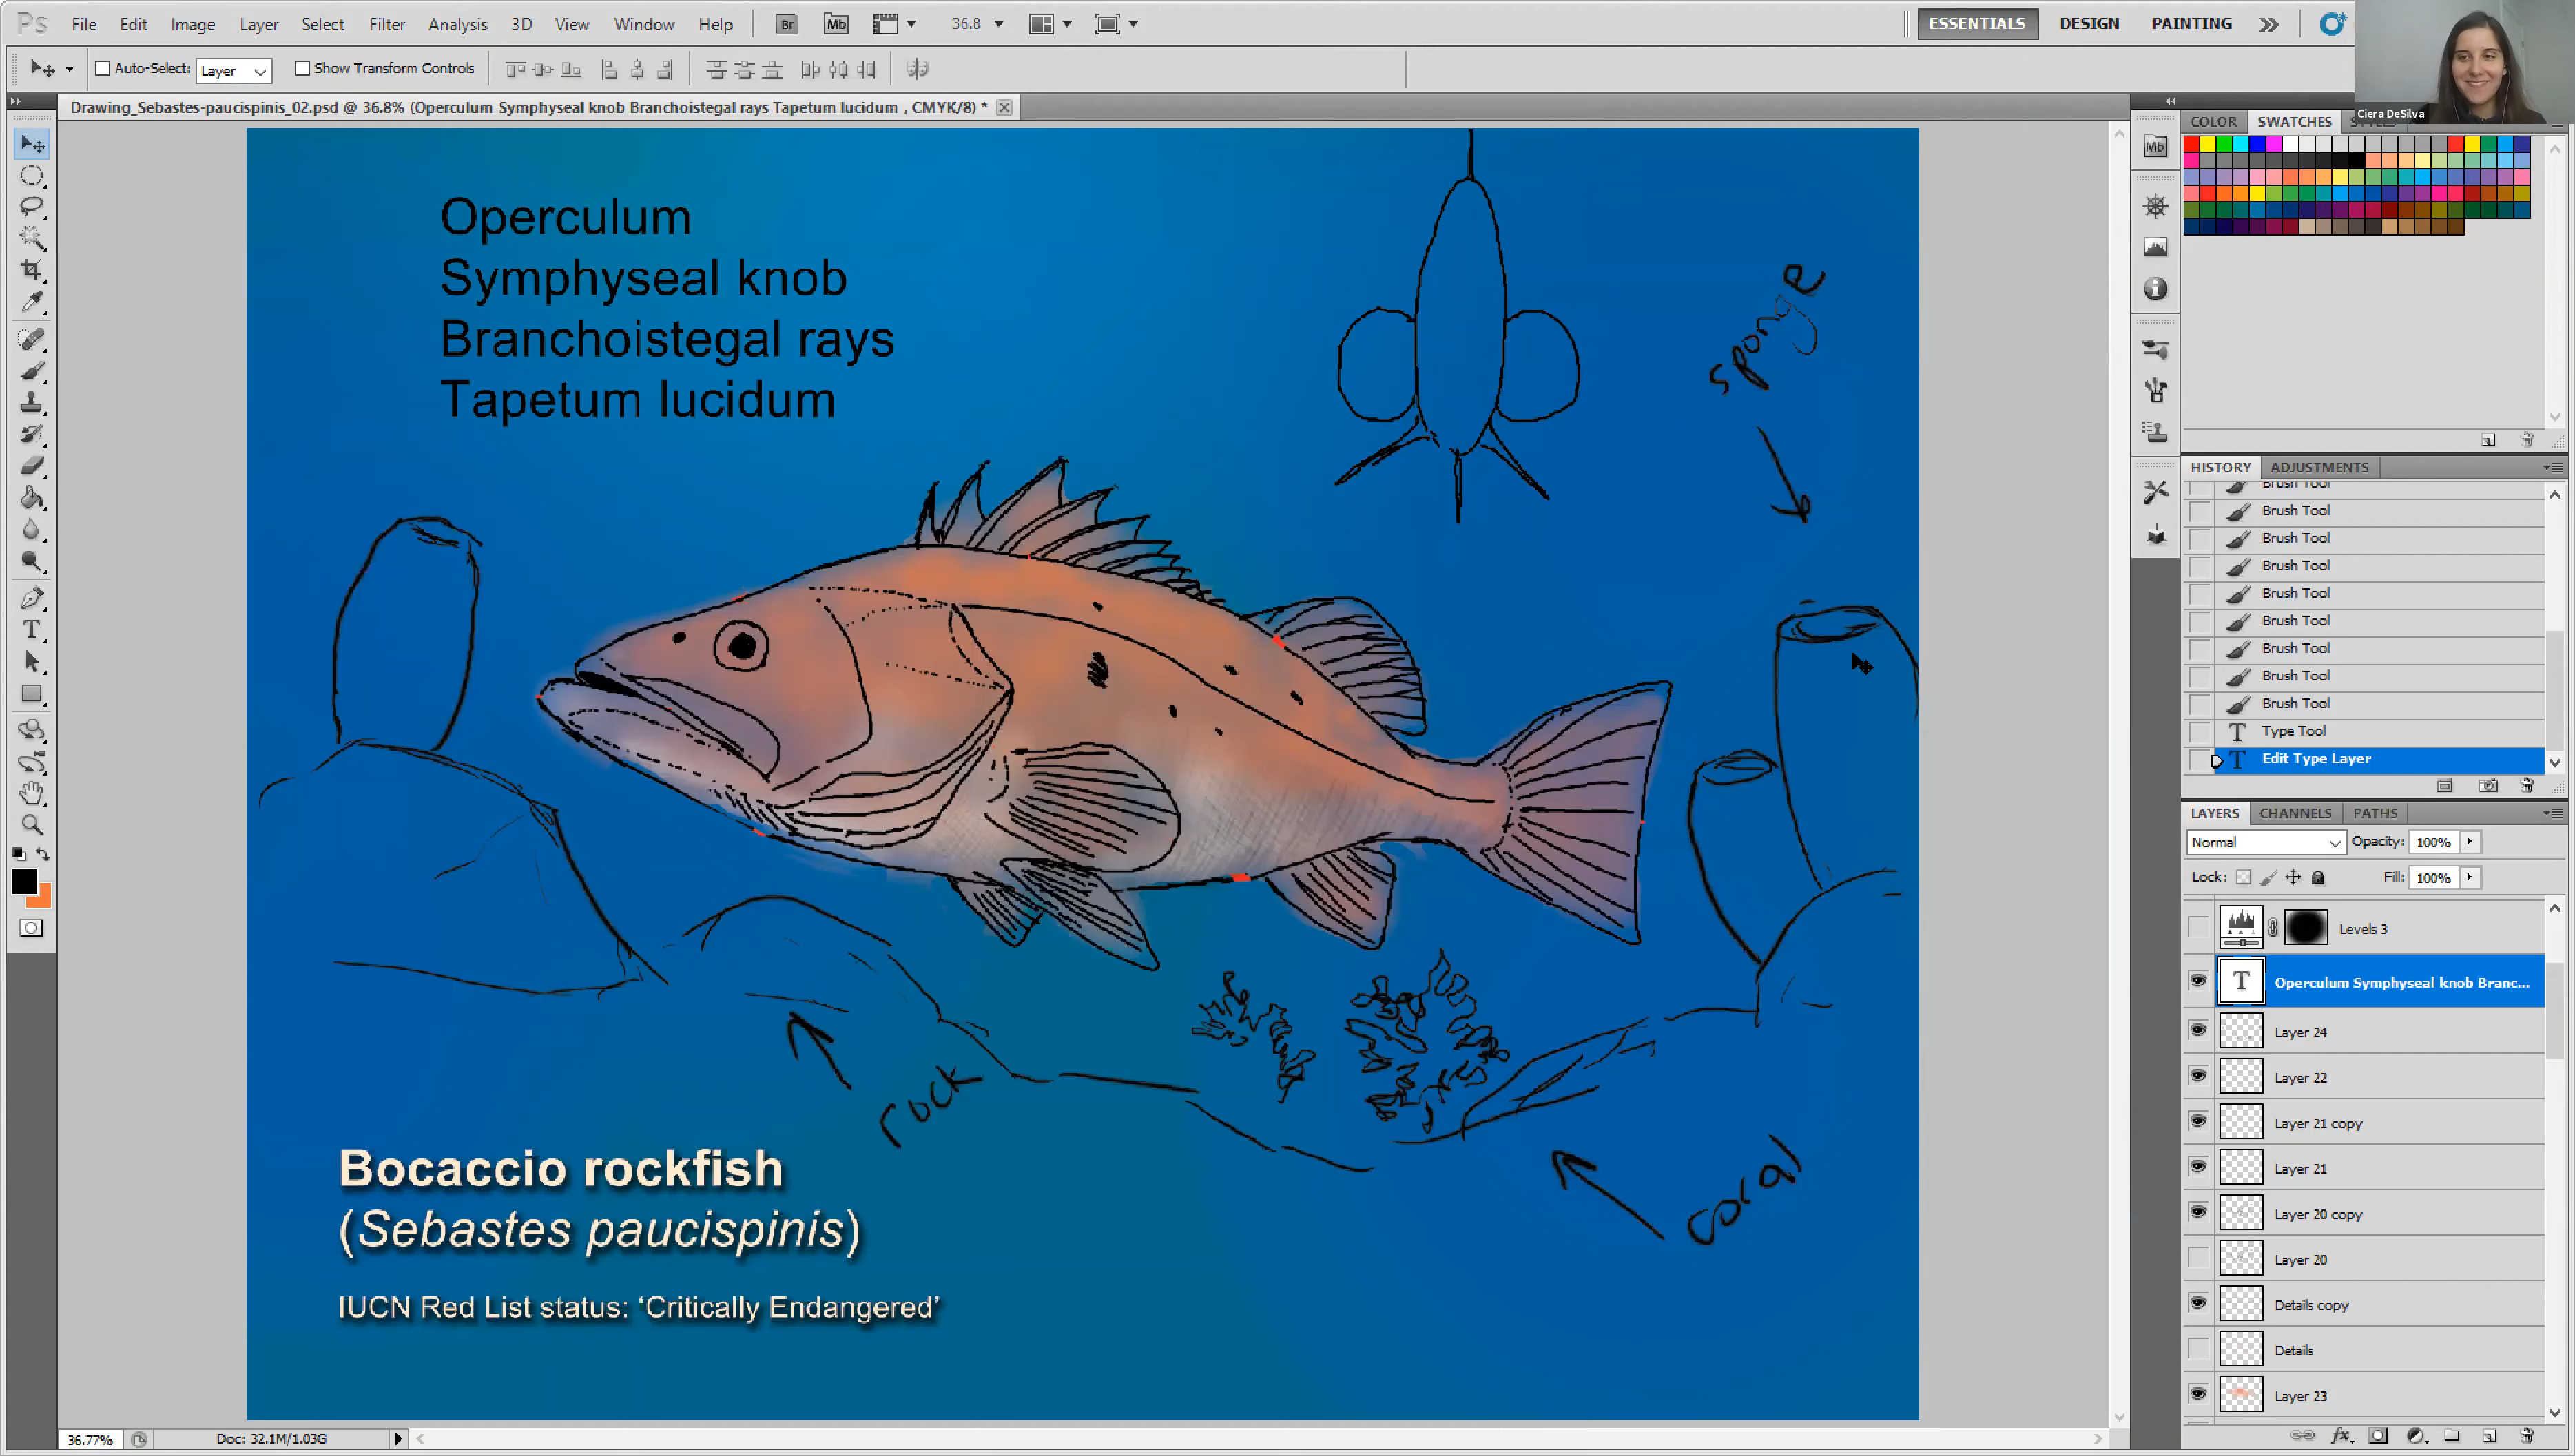 Ps File Edit Image Layer Select Filter Analysis 3D View Window Help Br Mb 36.8 ESSENTIALS DESIGN PAINTING
Auto-Select: Layer Show Transform Controls
Ciera DeSilva
Drawing_Sebastes-paucispinis_02.psd @ 36.8% (Operculum Symphyseal knob Branchoistegal rays Tapetum lucidum , CMYK/8) *
COLOR SWATCHES STYLES
Mb
Operculum
Symphyseal knob
Branchoistegal rays
Tapetum lucidum
sponge
rock
coral
Bocaccio rockfish
(Sebastes paucispinis)
IUCN Red List status: ‘Critically Endangered’
HISTORY ADJUSTMENTS
Brush Tool
Brush Tool
Brush Tool
Brush Tool
Brush Tool
Brush Tool
Brush Tool
Brush Tool
Brush Tool
Type Tool
Edit Type Layer
LAYERS CHANNELS PATHS
Normal Opacity: 100%
Lock: Fill: 100%
Levels 3
Operculum Symphyseal knob Branc...
Layer 24
Layer 22
Layer 21 copy
Layer 21
Layer 20 copy
Layer 20
Details copy
Details
Layer 23
36.77% Doc: 32.1M/1.03G